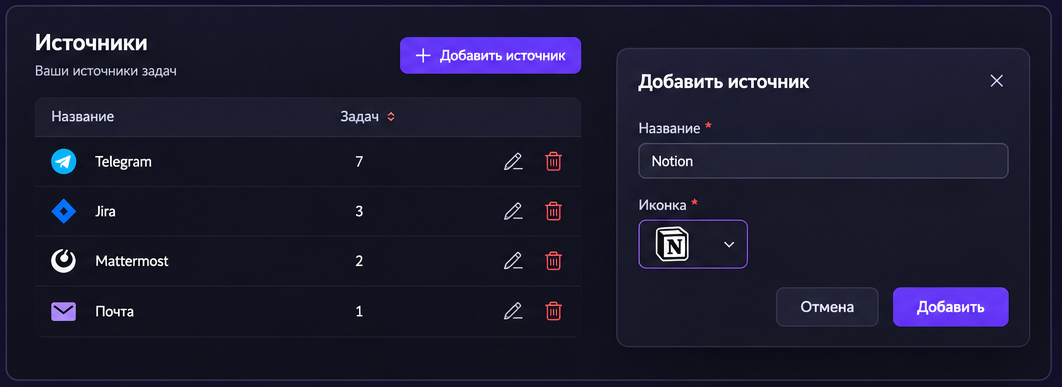 Источники
Ваши источники задач
Добавить источник
Название Задач
Telegram 7
Jira 3
Mattermost 2
Почта 1
Добавить источник
Название *
Notion
Иконка *
N
Отмена Добавить